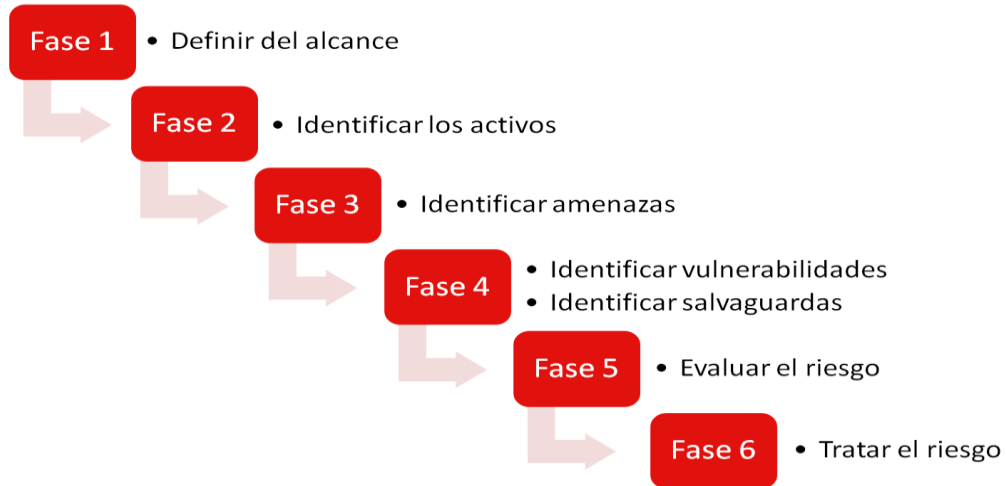 Fase 1
• Definir del alcance
Fase 2
• Identificar los activos
Fase 3
• Identificar amenazas
Fase 4
• Identificar vulnerabilidades
• Identificar salvaguardas
Fase 5
• Evaluar el riesgo
Fase 6
• Tratar el riesgo